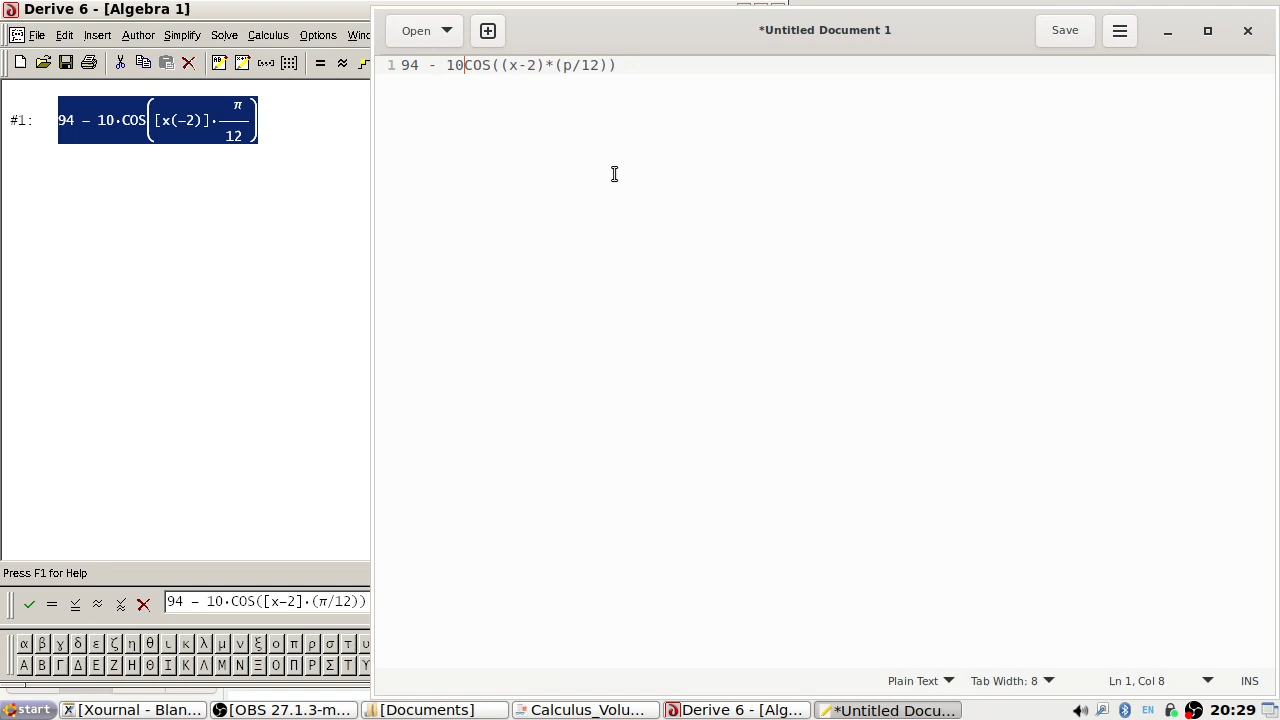 Derive 6 - [Algebra 1]
File Edit Insert Author Simplify Solve Calculus Options Wind
#1: 94 - 10·COS([x(-2)]·π/12)
Press F1 for Help
94 - 10·COS([x-2]·(π/12))
α β γ δ ε ζ η θ ι κ λ μ ν ξ ο π ρ σ τ υ
Α Β Γ Δ Ε Ζ Η Θ Ι Κ Λ Μ Ν Ξ Ο Π Ρ Σ Τ Υ
Open
*Untitled Document 1
Save
1 94 - 10COS((x-2)*(p/12))
Plain Text Tab Width: 8 Ln 1, Col 8 INS
start [Xournal - Blan... [OBS 27.1.3-m... [Documents] Calculus_Volu... Derive 6 - [Alg... *Untitled Docu... EN 20:29